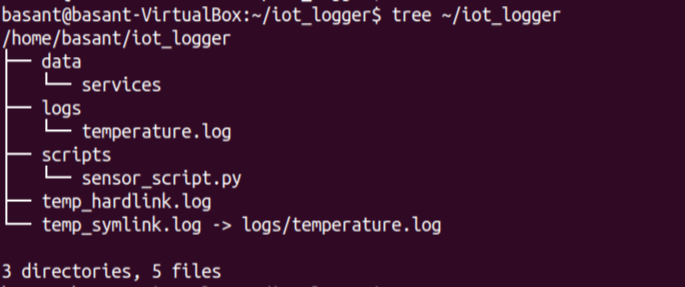 basant@basant-VirtualBox:~/iot_logger$ tree ~/iot_logger
/home/basant/iot_logger
├── data
│   └── services
├── logs
│   └── temperature.log
├── scripts
│   └── sensor_script.py
├── temp_hardlink.log
└── temp_symlink.log -> logs/temperature.log
3 directories, 5 files